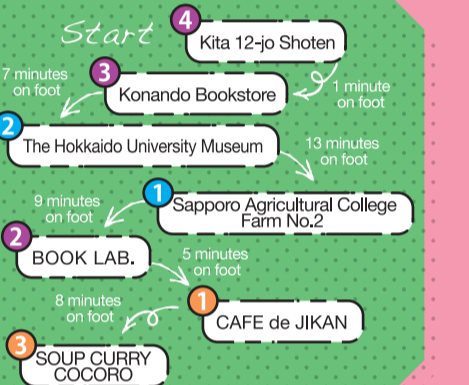 Start
4
Kita 12-jo Shoten
1 minute
on foot
3
Konando Bookstore
7 minutes
on foot
2
The Hokkaido University Museum
13 minutes
on foot
1
Sapporo Agricultural College
Farm No.2
9 minutes
on foot
2
BOOK LAB.
5 minutes
on foot
1
CAFE de JIKAN
8 minutes
on foot
3
SOUP CURRY
COCORO